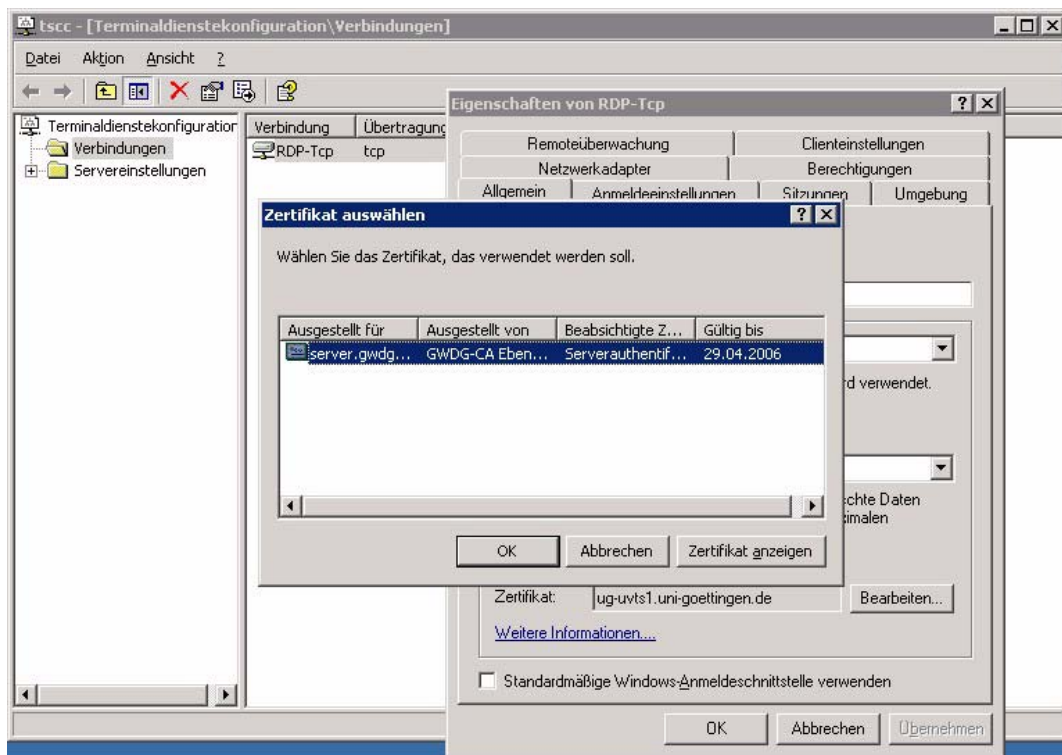 tscc - [Terminaldienstekonfiguration\Verbindungen]
Datei Aktion Ansicht ?
Terminaldienstekonfiguration
Verbindungen
Servereinstellungen
Verbindung Übertragung
RDP-Tcp tcp
Eigenschaften von RDP-Tcp
Remoteüberwachung Clienteinstellungen
Netzwerkadapter Berechtigungen
Allgemein Anmeldeeinstellungen Sitzungen Umgebung
Zertifikat auswählen
Wählen Sie das Zertifikat, das verwendet werden soll.
Ausgestellt für Ausgestellt von Beabsichtigte Z... Gültig bis
server.gwdg... GWDG-CA Eben... Serverauthentif... 29.04.2006
OK Abbrechen Zertifikat anzeigen
rd verwendet.
echte Daten
Zertifikat: ug-uvts1.uni-goettingen.de Bearbeiten...
Weitere Informationen....
Standardmäßige Windows-Anmeldeschnittstelle verwenden
OK Abbrechen Übernehmen